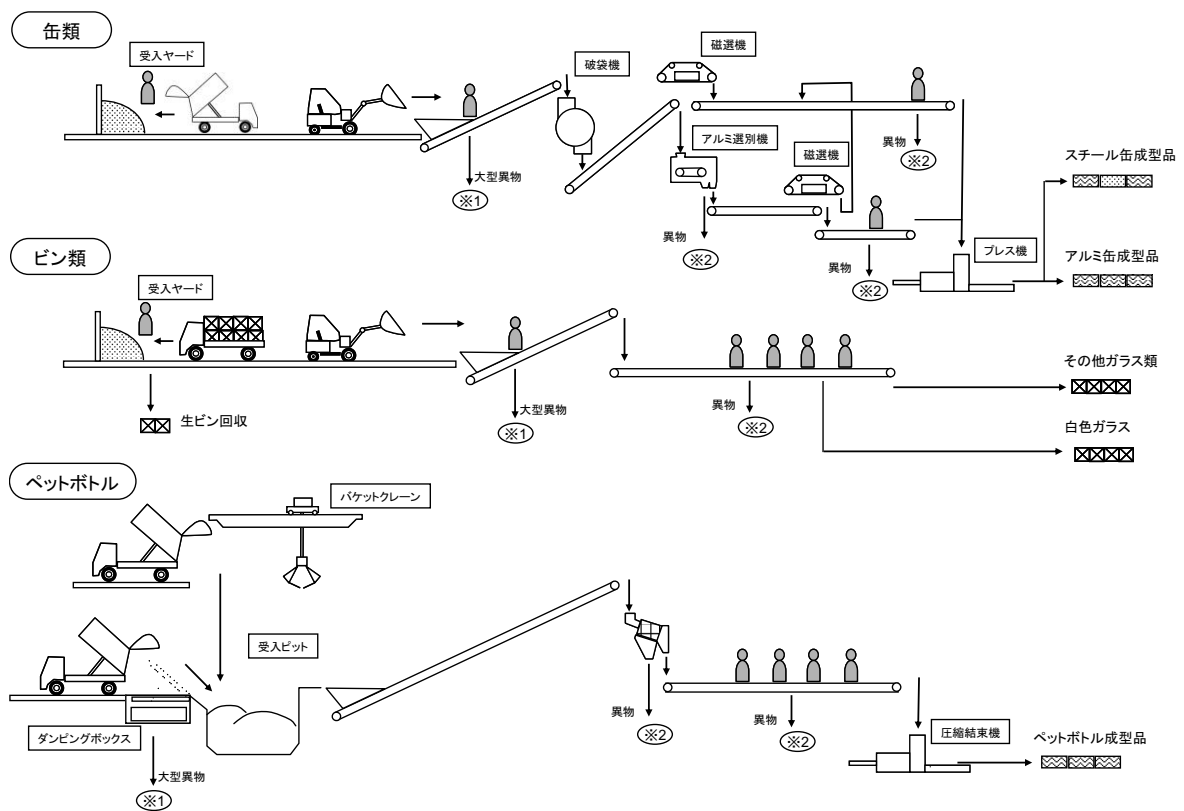 缶類
受入ヤード
破袋機
磁選機
アルミ選別機
磁選機
大型異物
※1
異物
※2
異物
※2
異物
※2
プレス機
スチール缶成型品
アルミ缶成型品
ビン類
受入ヤード
生ビン回収
大型異物
※1
異物
※2
その他ガラス類
白色ガラス
ペットボトル
バケットクレーン
受入ピット
ダンピングボックス
大型異物
※1
異物
※2
異物
※2
圧縮結束機
ペットボトル成型品